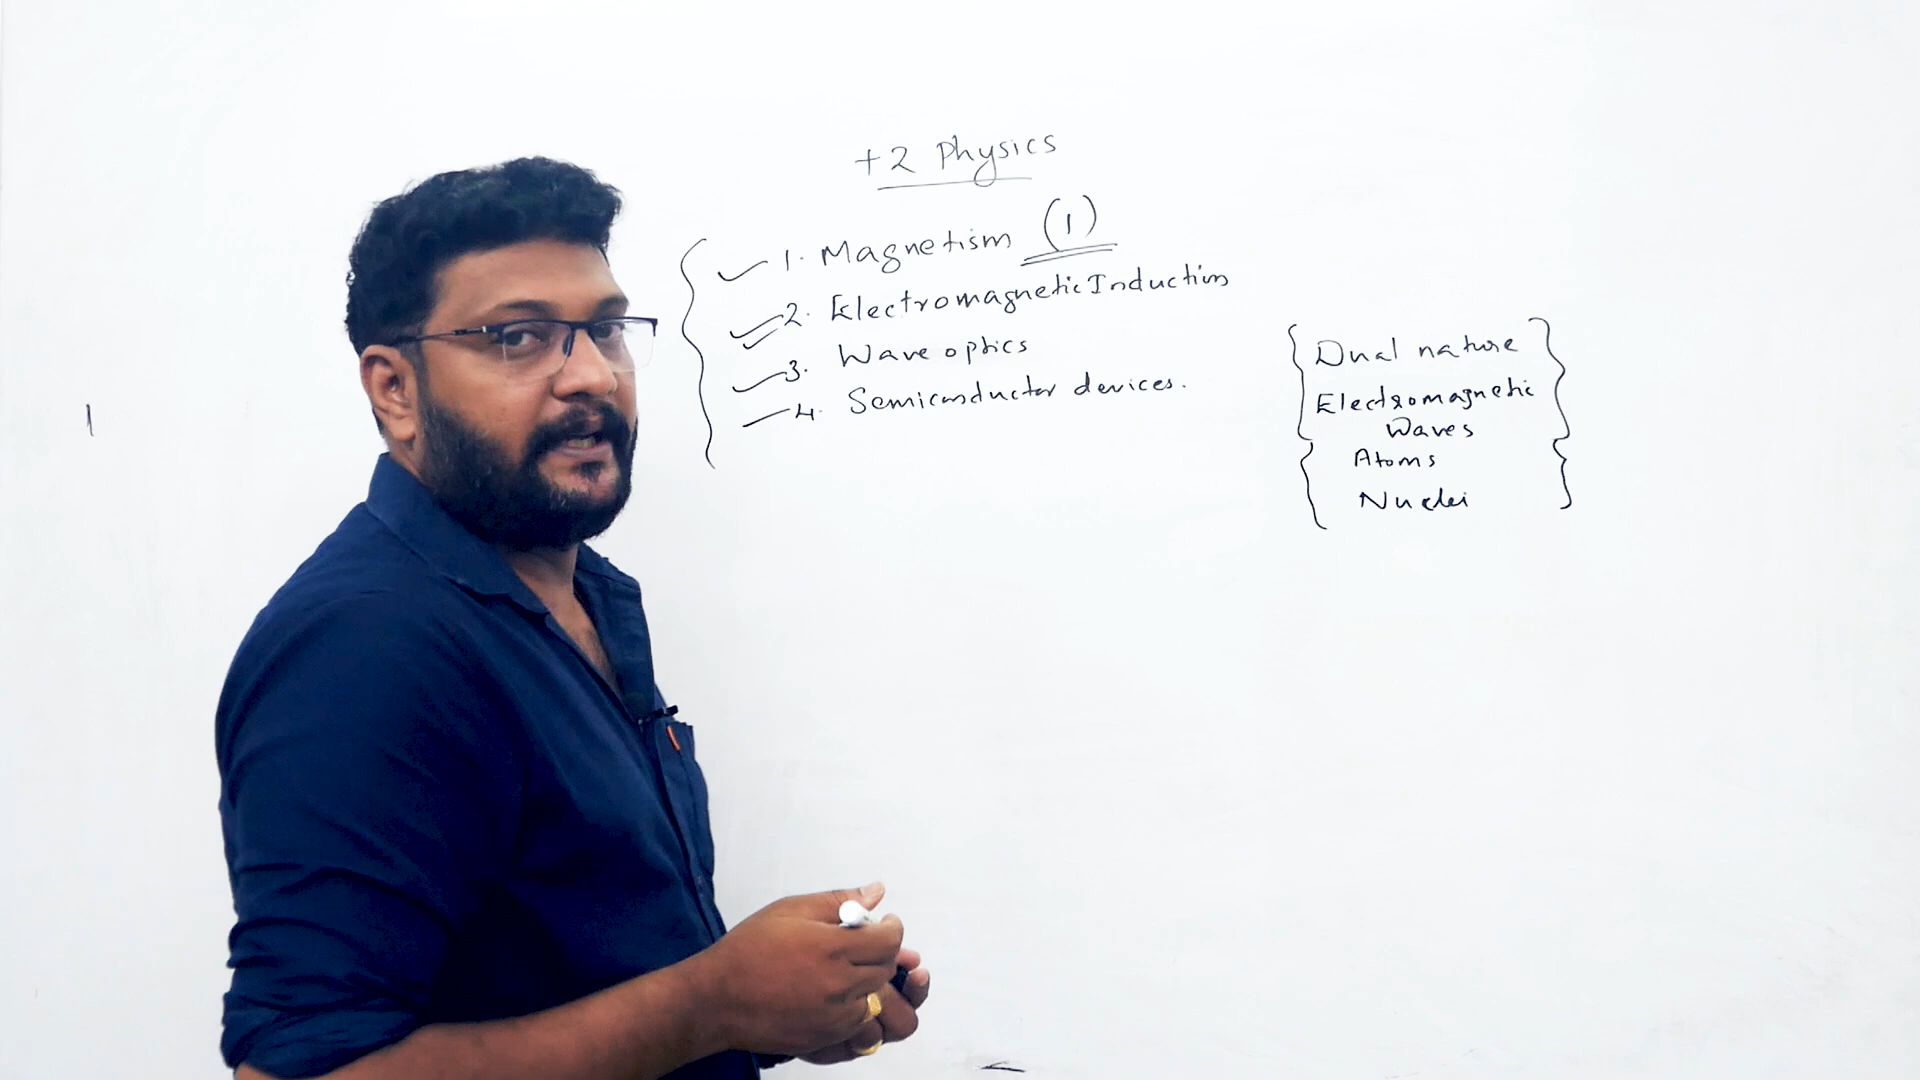 +2 Physics
1. Magnetism (1)
2. Electromagnetic Induction
3. Wave optics
4. Semiconductor devices.
Dual nature
Electromagnetic
Waves
Atoms
Nuclei